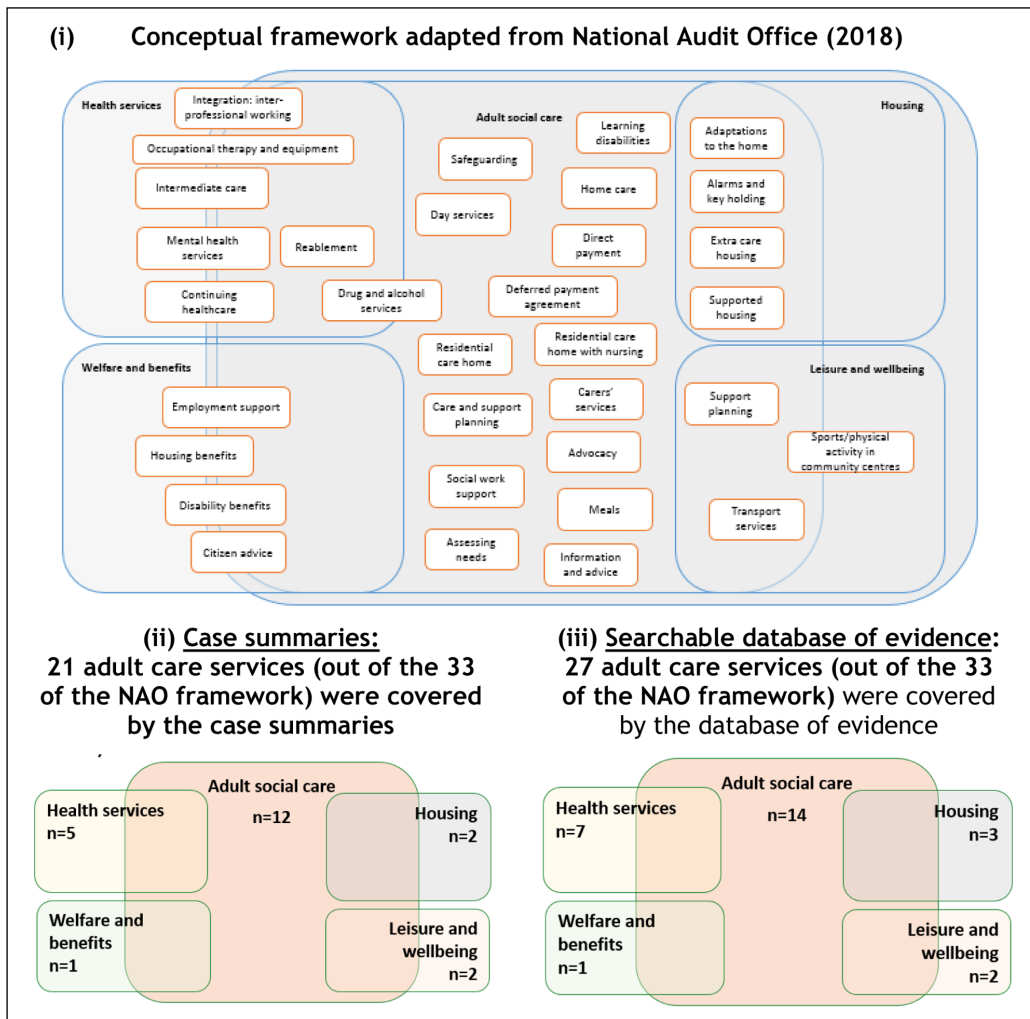 (i) Conceptual framework adapted from National Audit Office (2018)
Health services
Integration: inter-
professional working
Occupational therapy and equipment
Intermediate care
Mental health
services
Reablement
Continuing
healthcare
Drug and alcohol
services
Adult social care
Learning
disabilities
Safeguarding
Home care
Day services
Direct
payment
Deferred payment
agreement
Residential
care home
Residential care
home with nursing
Carers'
services
Care and support
planning
Advocacy
Social work
support
Meals
Assessing
needs
Information
and advice
Housing
Adaptations
to the home
Alarms and
key holding
Extra care
housing
Supported
housing
Welfare and benefits
Employment support
Housing benefits
Disability benefits
Citizen advice
Leisure and wellbeing
Support
planning
Sports/physical
activity in
community centres
Transport
services
(ii) Case summaries:
21 adult care services (out of the 33
of the NAO framework) were covered
by the case summaries
Adult social care
n=12
Health services
n=5
Housing
n=2
Welfare and
benefits
n=1
Leisure and
wellbeing
n=2
(iii) Searchable database of evidence:
27 adult care services (out of the 33
of the NAO framework) were covered
by the database of evidence
Adult social care
n=14
Health services
n=7
Housing
n=3
Welfare and
benefits
n=1
Leisure and
wellbeing
n=2